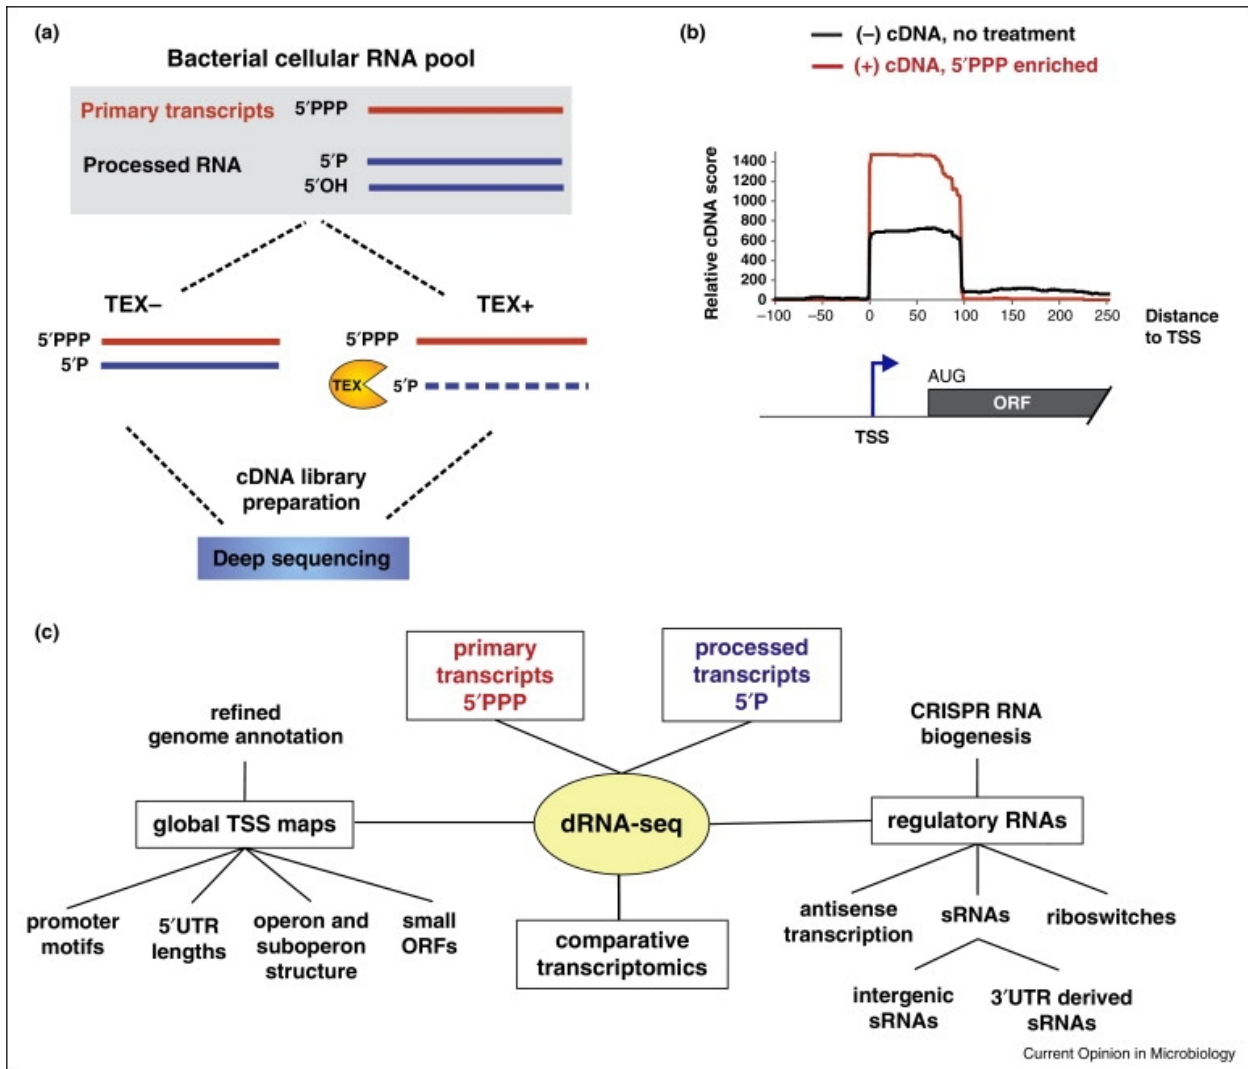 (a)
Bacterial cellular RNA pool
Primary transcripts 5′PPP
Processed RNA 5′P
5′OH
TEX–
TEX+
5′PPP
5′P
5′PPP
TEX 5′P
cDNA library
preparation
Deep sequencing
(b)
(–) cDNA, no treatment
(+) cDNA, 5′PPP enriched
Relative cDNA score
1400
1200
1000
800
600
400
200
0
–100 –50 0 50 100 150 200 250
Distance
to TSS
AUG
ORF
TSS
(c)
primary
transcripts
5′PPP
processed
transcripts
5′P
refined
genome annotation
CRISPR RNA
biogenesis
global TSS maps
dRNA-seq
regulatory RNAs
promoter
motifs
5′UTR
lengths
operon and
suboperon
structure
small
ORFs
comparative
transcriptomics
antisense
transcription
sRNAs
riboswitches
intergenic
sRNAs
3′UTR derived
sRNAs
Current Opinion in Microbiology